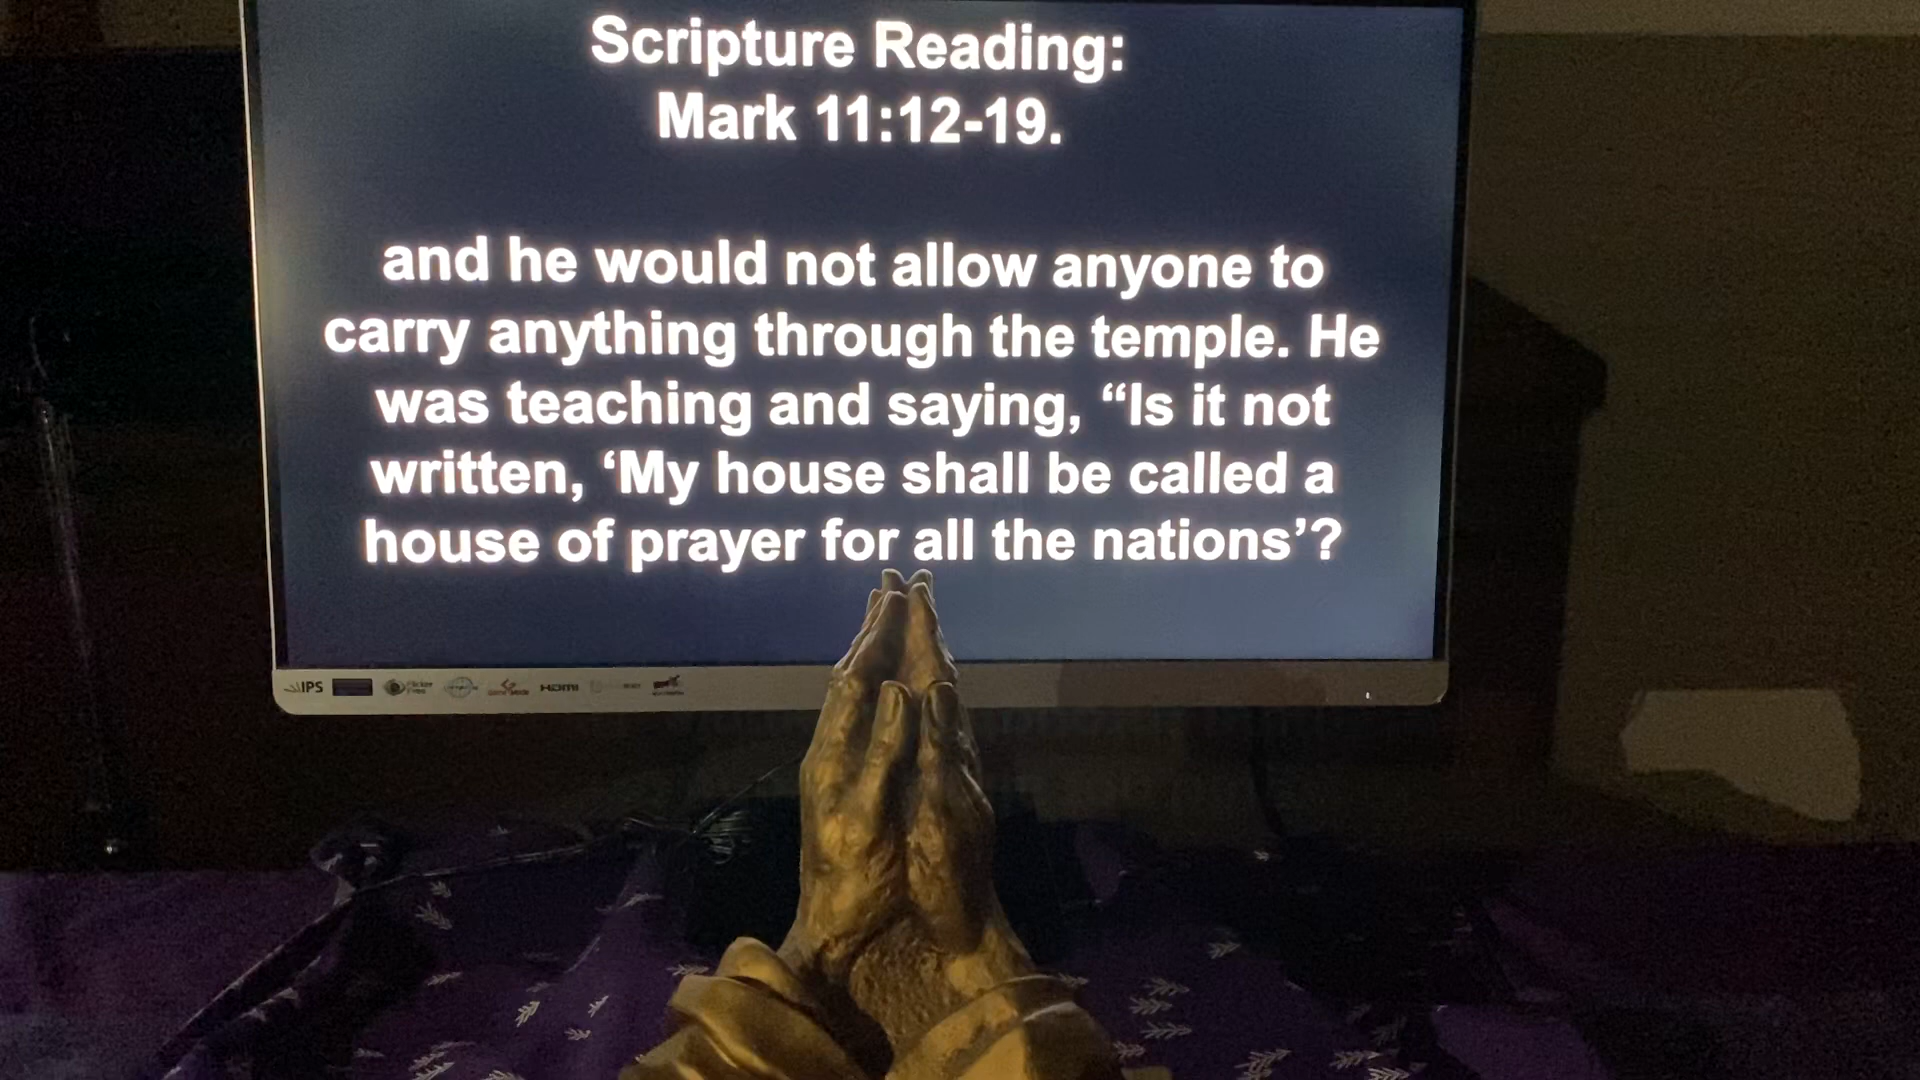 Scripture Reading:
Mark 11:12-19.
and he would not allow anyone to
carry anything through the temple. He
was teaching and saying, “Is it not
written, ‘My house shall be called a
house of prayer for all the nations’?
IPS
Flicker
HDMI